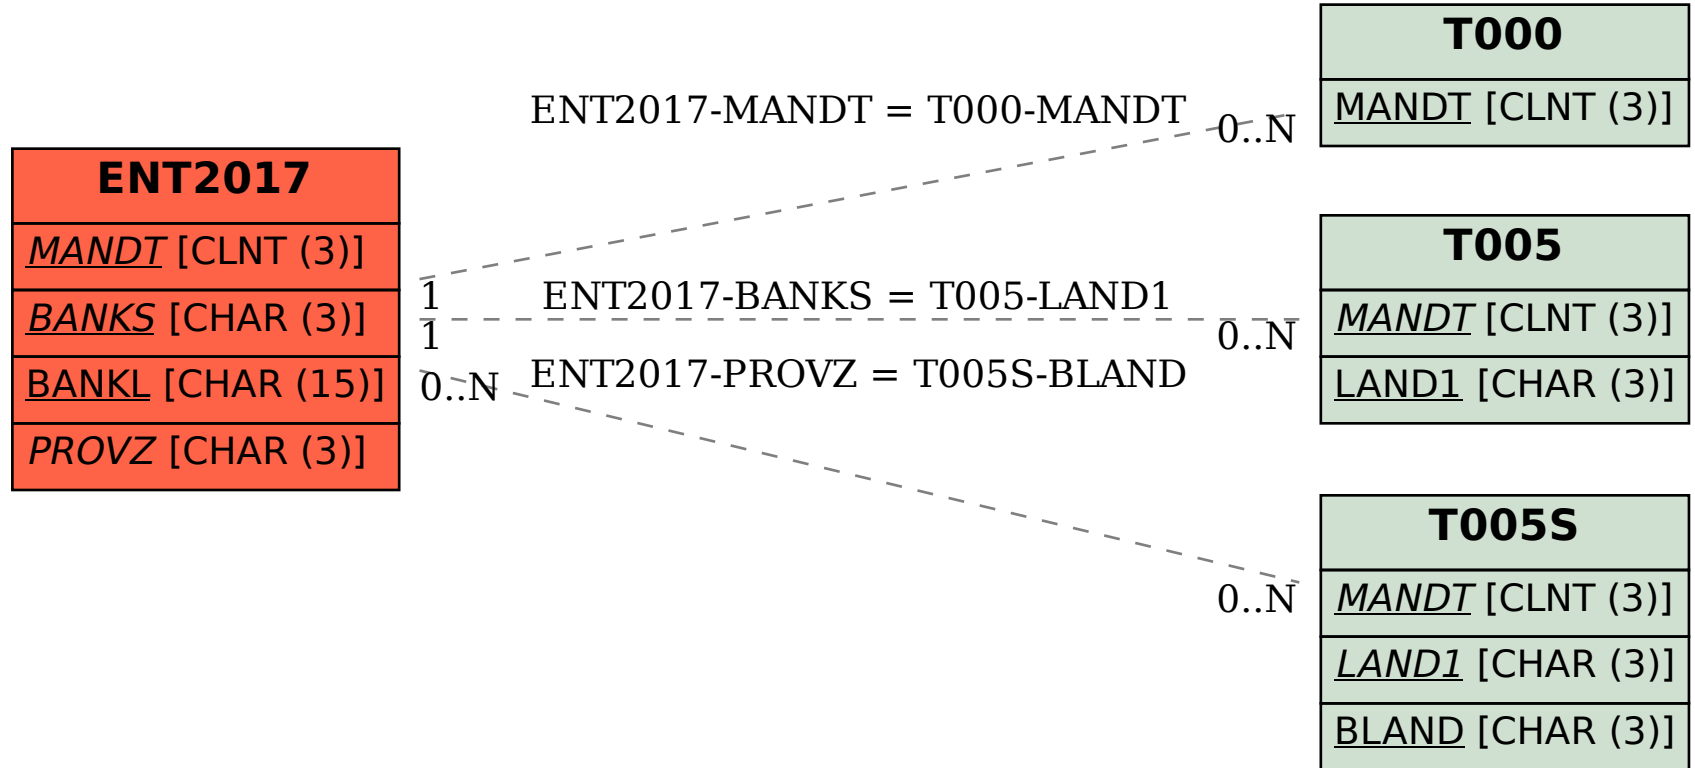 ENT2017
MANDT [CLNT (3)]
BANKS [CHAR (3)]
BANKL [CHAR (15)]
PROVZ [CHAR (3)]
ENT2017-MANDT = T000-MANDT
0..N
1
ENT2017-BANKS = T005-LAND1
1
0..N
ENT2017-PROVZ = T005S-BLAND
0..N
0..N
T000
MANDT [CLNT (3)]
T005
MANDT [CLNT (3)]
LAND1 [CHAR (3)]
T005S
MANDT [CLNT (3)]
LAND1 [CHAR (3)]
BLAND [CHAR (3)]